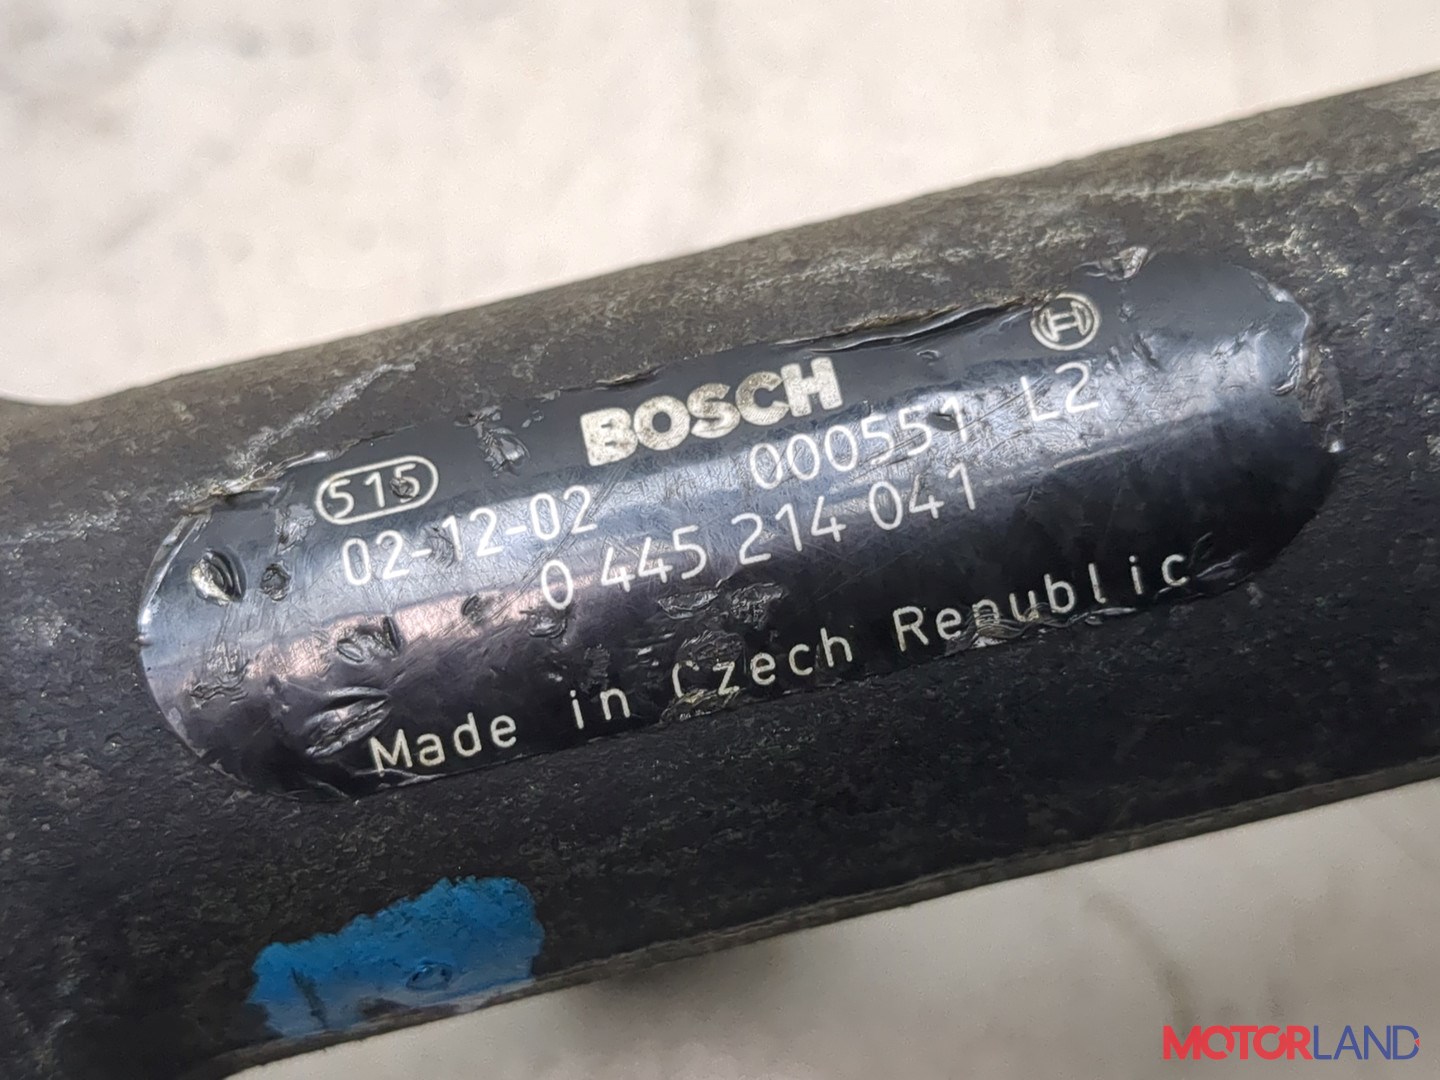 BOSCH
515
02-12-02 000551 L2
0 445 214 041
Made in Czech Republic
MOTORLAND